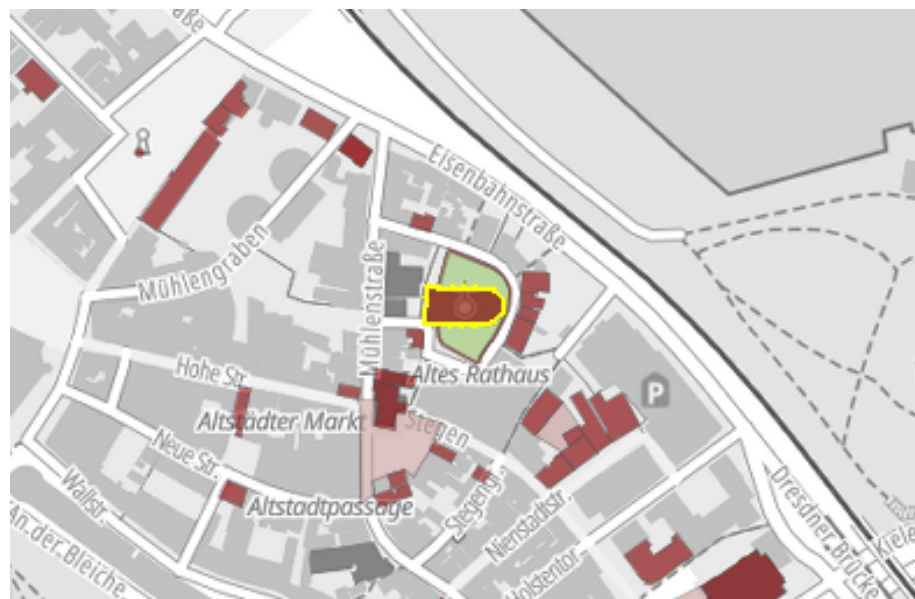 Eisenbahnstraße
Mühlengraben
Mühlenstraße
Hohe Str.
Altes Rathaus
P
Altstädter Markt
Stegen
Neue Str.
Wallstr.
Altstadtpassage
Stegengl.
Nienstadtstr.
Holstentor
An der Bleiche
Dresdner Brücke